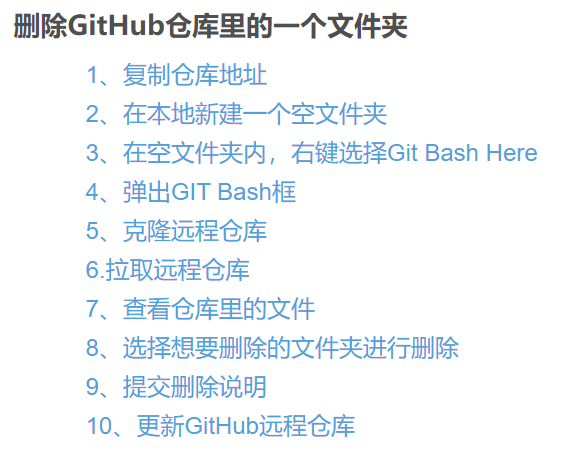 删除GitHub仓库里的一个文件夹
1、复制仓库地址
2、在本地新建一个空文件夹
3、在空文件夹内，右键选择Git Bash Here
4、弹出GIT Bash框
5、克隆远程仓库
6.拉取远程仓库
7、查看仓库里的文件
8、选择想要删除的文件夹进行删除
9、提交删除说明
10、更新GitHub远程仓库